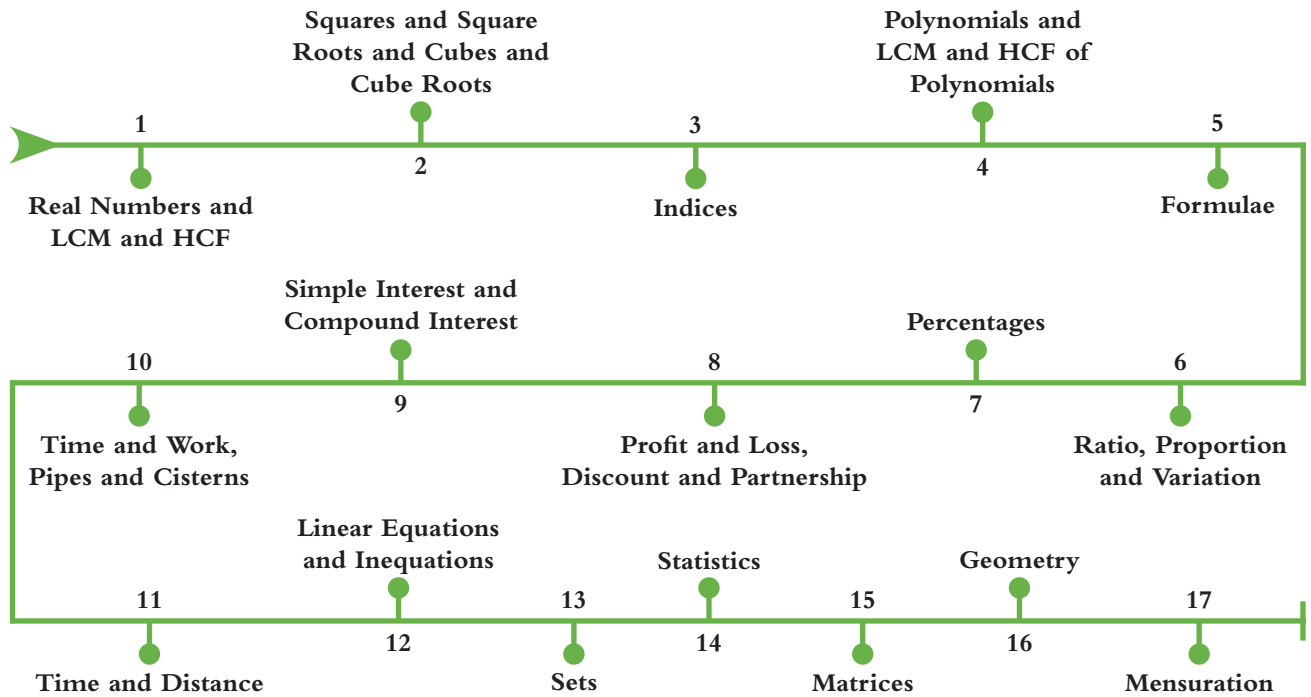 Squares and Square
Roots and Cubes and
Cube Roots
Polynomials and
LCM and HCF of
Polynomials
1
3
5
2
4
Real Numbers and
LCM and HCF
Indices
Formulae
Simple Interest and
Compound Interest
Percentages
10
8
6
9
7
Time and Work,
Pipes and Cisterns
Profit and Loss,
Discount and Partnership
Ratio, Proportion
and Variation
Linear Equations
and Inequations
Statistics
Geometry
11
13
15
17
12
14
16
Time and Distance
Sets
Matrices
Mensuration